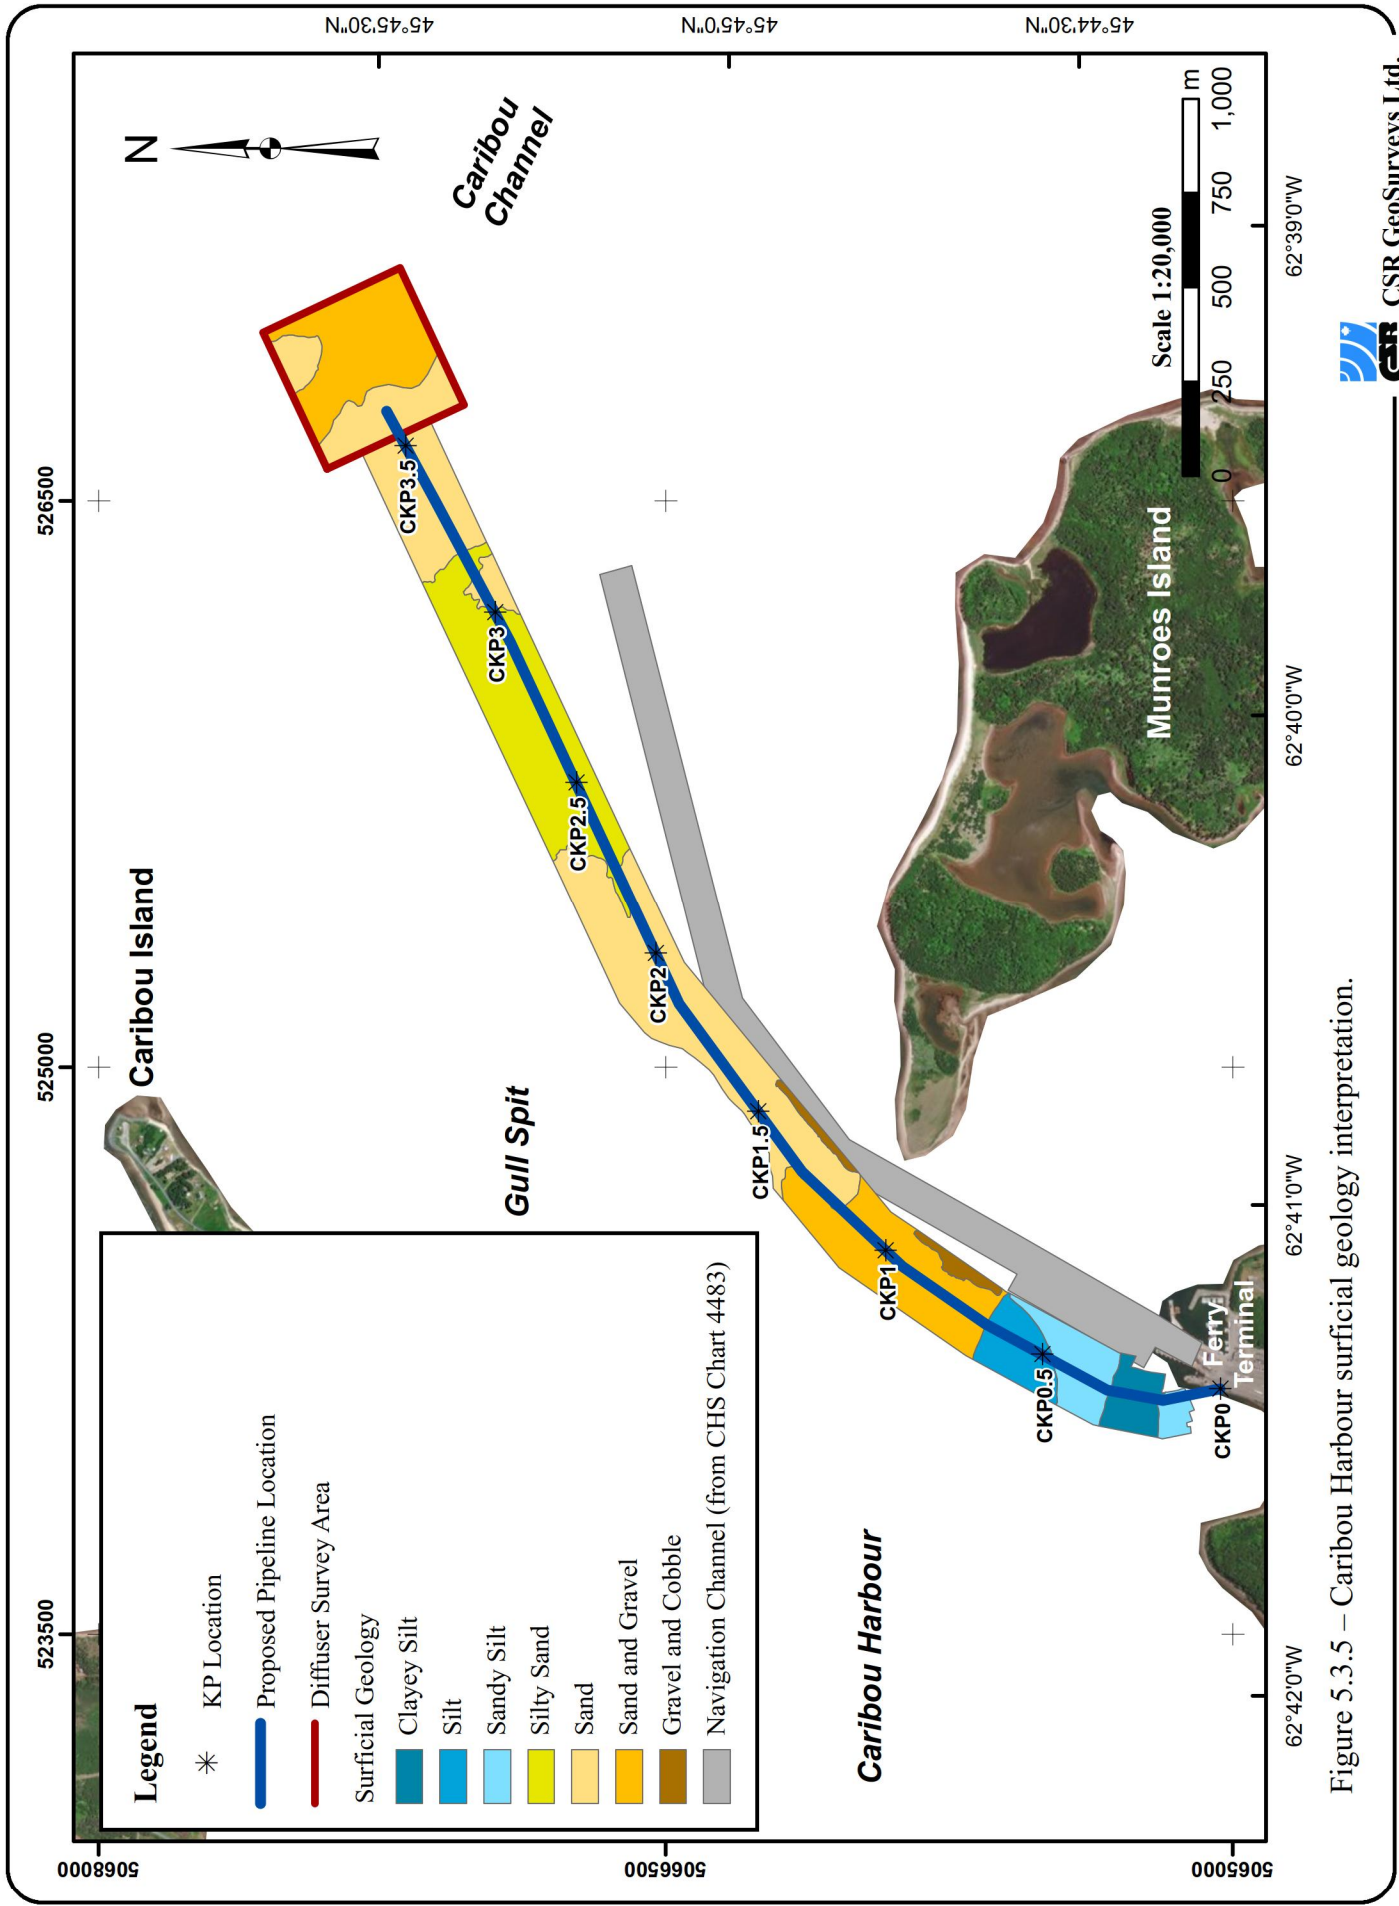 523500
525000
526500
5068000
5066500
5065000
45°45'30"N
45°45'0"N
45°44'30"N
62°42'0"W
62°41'0"W
62°40'0"W
62°39'0"W
Caribou Island
N
Caribou
Channel
Gull Spit
Caribou Harbour
Munroes Island
Ferry
Terminal
CKP0
CKP0.5
CKP1
CKP1.5
CKP2
CKP2.5
CKP3
CKP3.5
Legend
KP Location
Proposed Pipeline Location
Diffuser Survey Area
Surficial Geology
Clayey Silt
Silt
Sandy Silt
Silty Sand
Sand
Sand and Gravel
Gravel and Cobble
Navigation Channel (from CHS Chart 4483)
Scale 1:20,000
m
0 250 500 750 1,000
Figure 5.3.5 – Caribou Harbour surficial geology interpretation.
CSR CSR GeoSurveys Ltd.